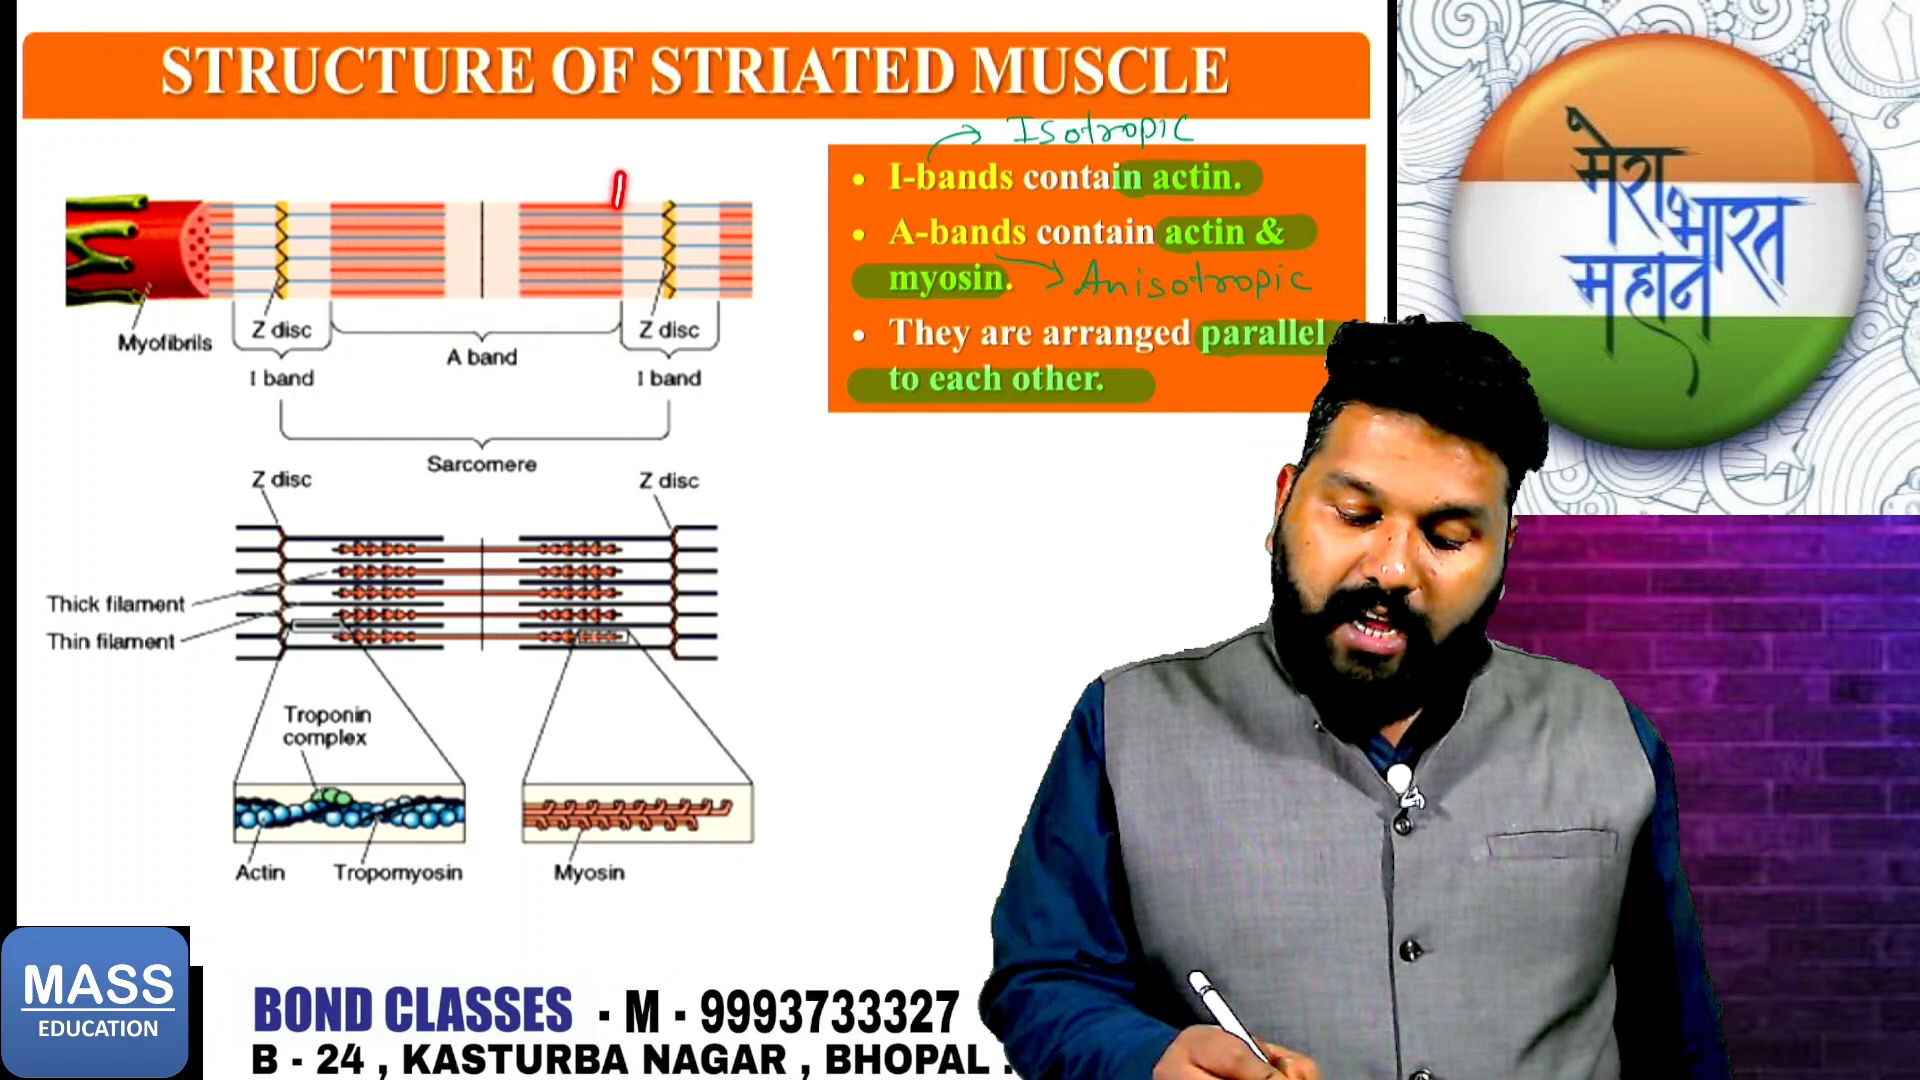 STRUCTURE OF STRIATED MUSCLE
Isotropic
• I-bands contain actin.
• A-bands contain actin &
myosin.
Anisotropic
• They are arranged parallel
to each other.
मेरा
भारत
महान
Myofibrils
Z disc
A band
Z disc
I band
I band
Sarcomere
Z disc
Z disc
Thick filament
Thin filament
Troponin
complex
Actin
Tropomyosin
Myosin
MASS
EDUCATION
BOND CLASSES - M - 9993733327
B - 24 , KASTURBA NAGAR , BHOPAL .